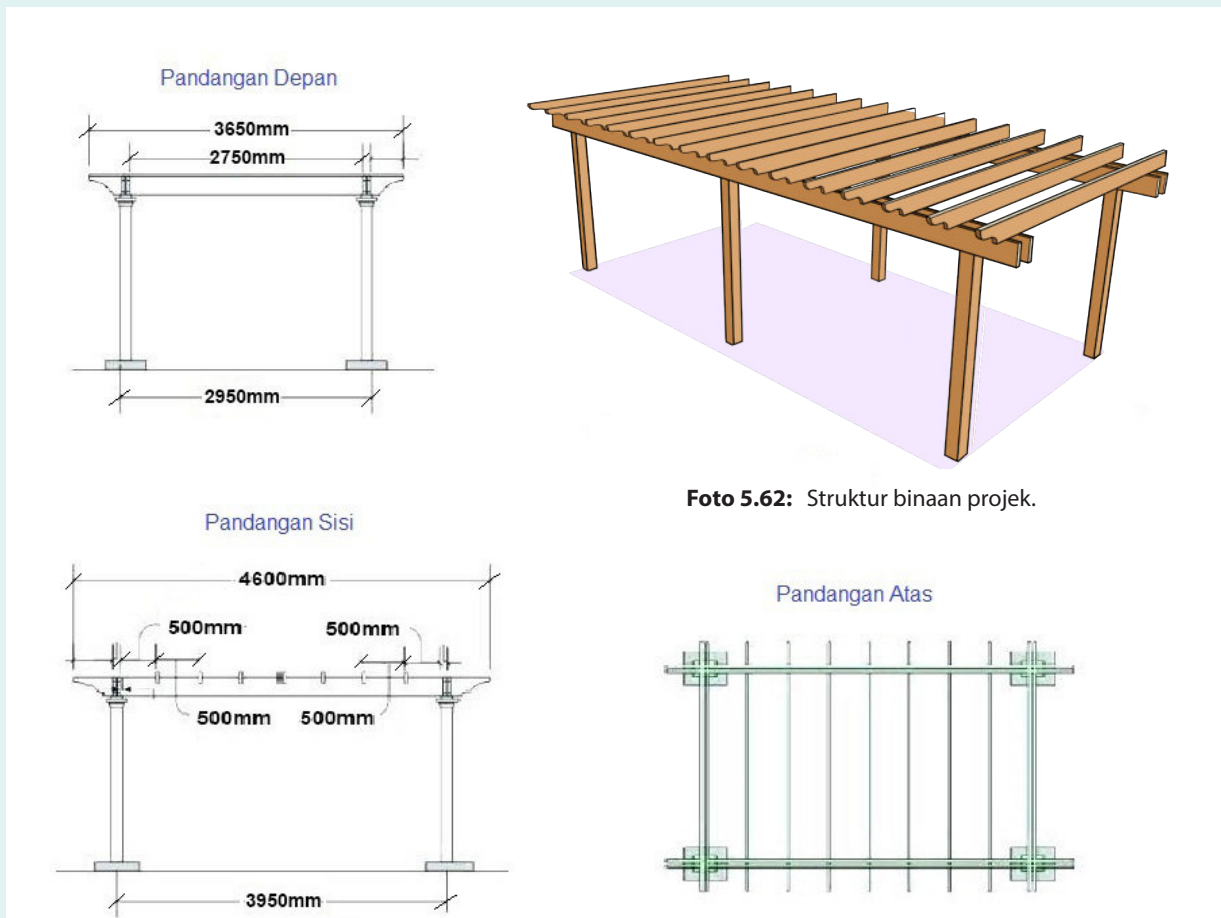 Pandangan Depan
3650mm
2750mm
2950mm
Foto 5.62: Struktur binaan projek.
Pandangan Sisi
4600mm
500mm 500mm
500mm 500mm
3950mm
Pandangan Atas